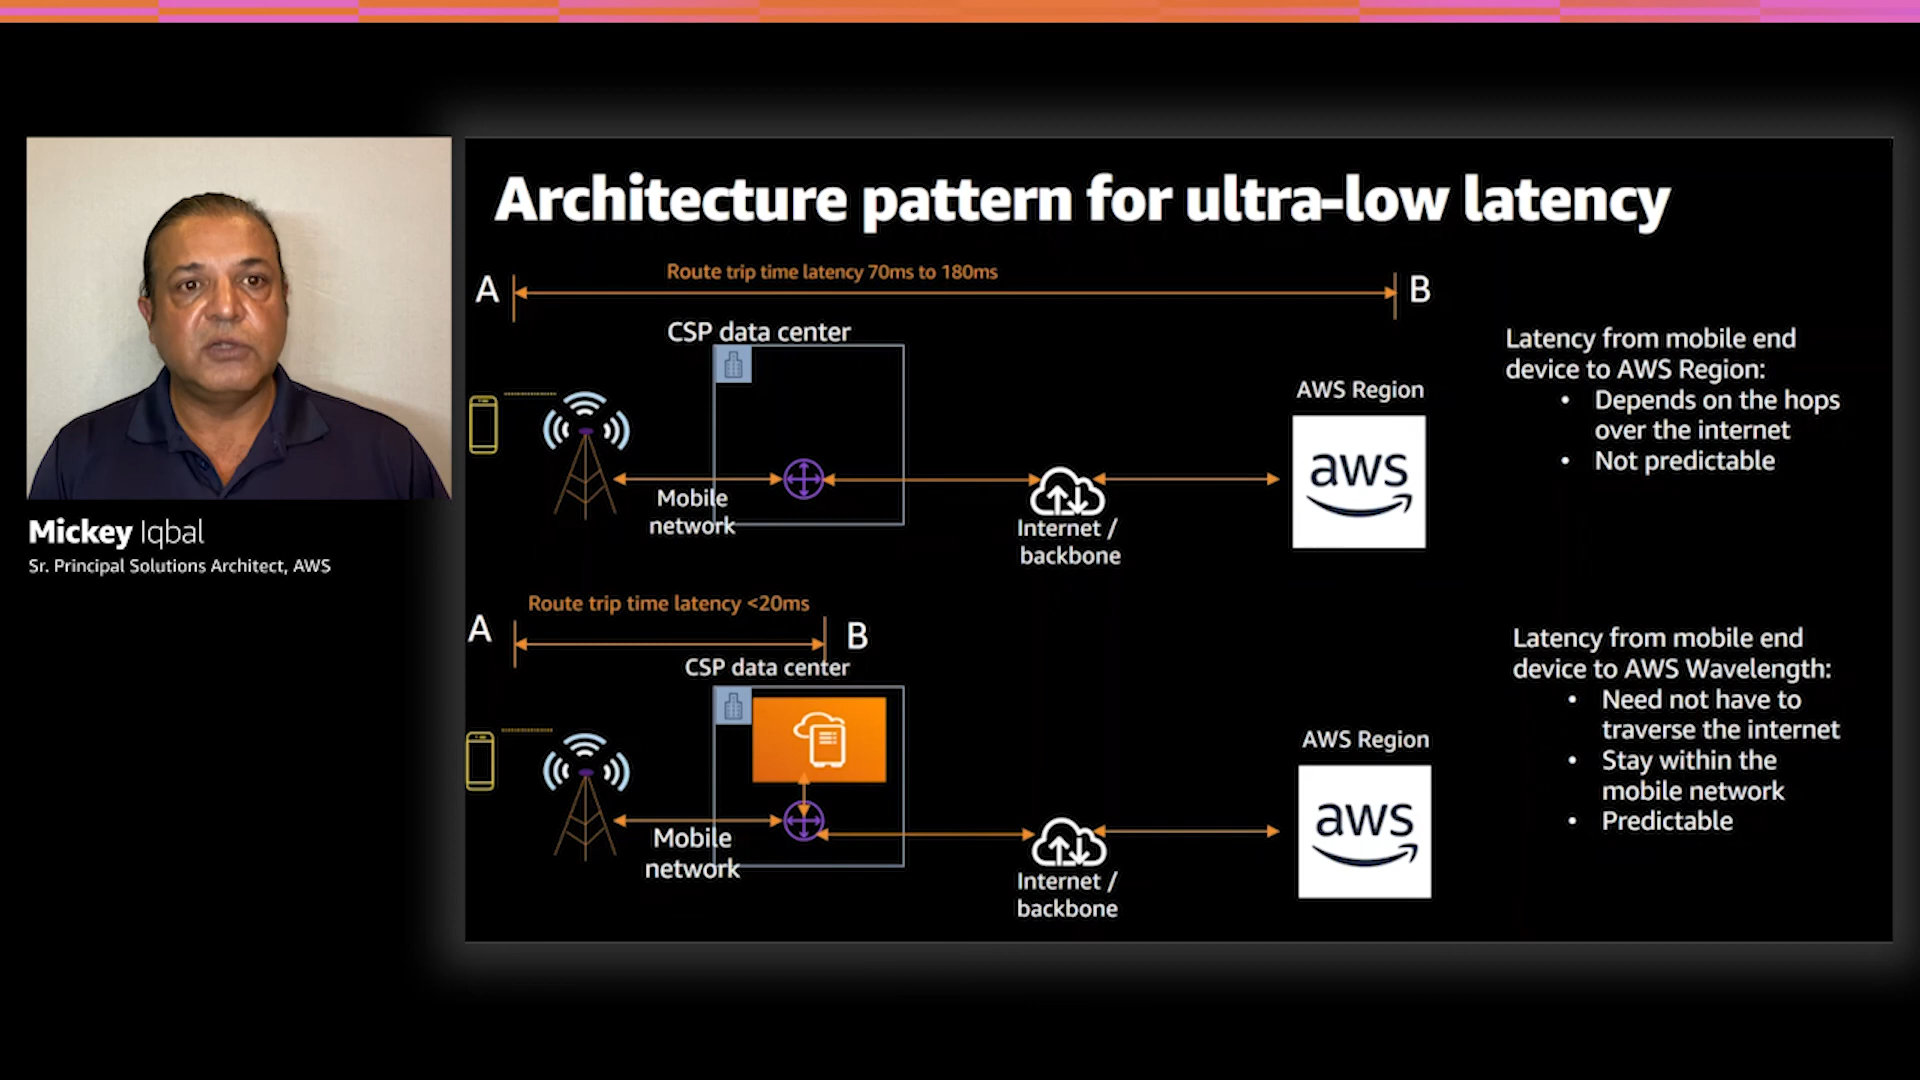 Architecture pattern for ultra-low latency
Route trip time latency 70ms to 180ms
A
B
CSP data center
Mobile
network
Internet /
backbone
AWS Region
aws
Latency from mobile end
device to AWS Region:
• Depends on the hops
over the internet
• Not predictable
Mickey Iqbal
Sr. Principal Solutions Architect, AWS
Route trip time latency <20ms
A
B
CSP data center
Mobile
network
Internet /
backbone
AWS Region
aws
Latency from mobile end
device to AWS Wavelength:
• Need not have to
traverse the internet
• Stay within the
mobile network
• Predictable